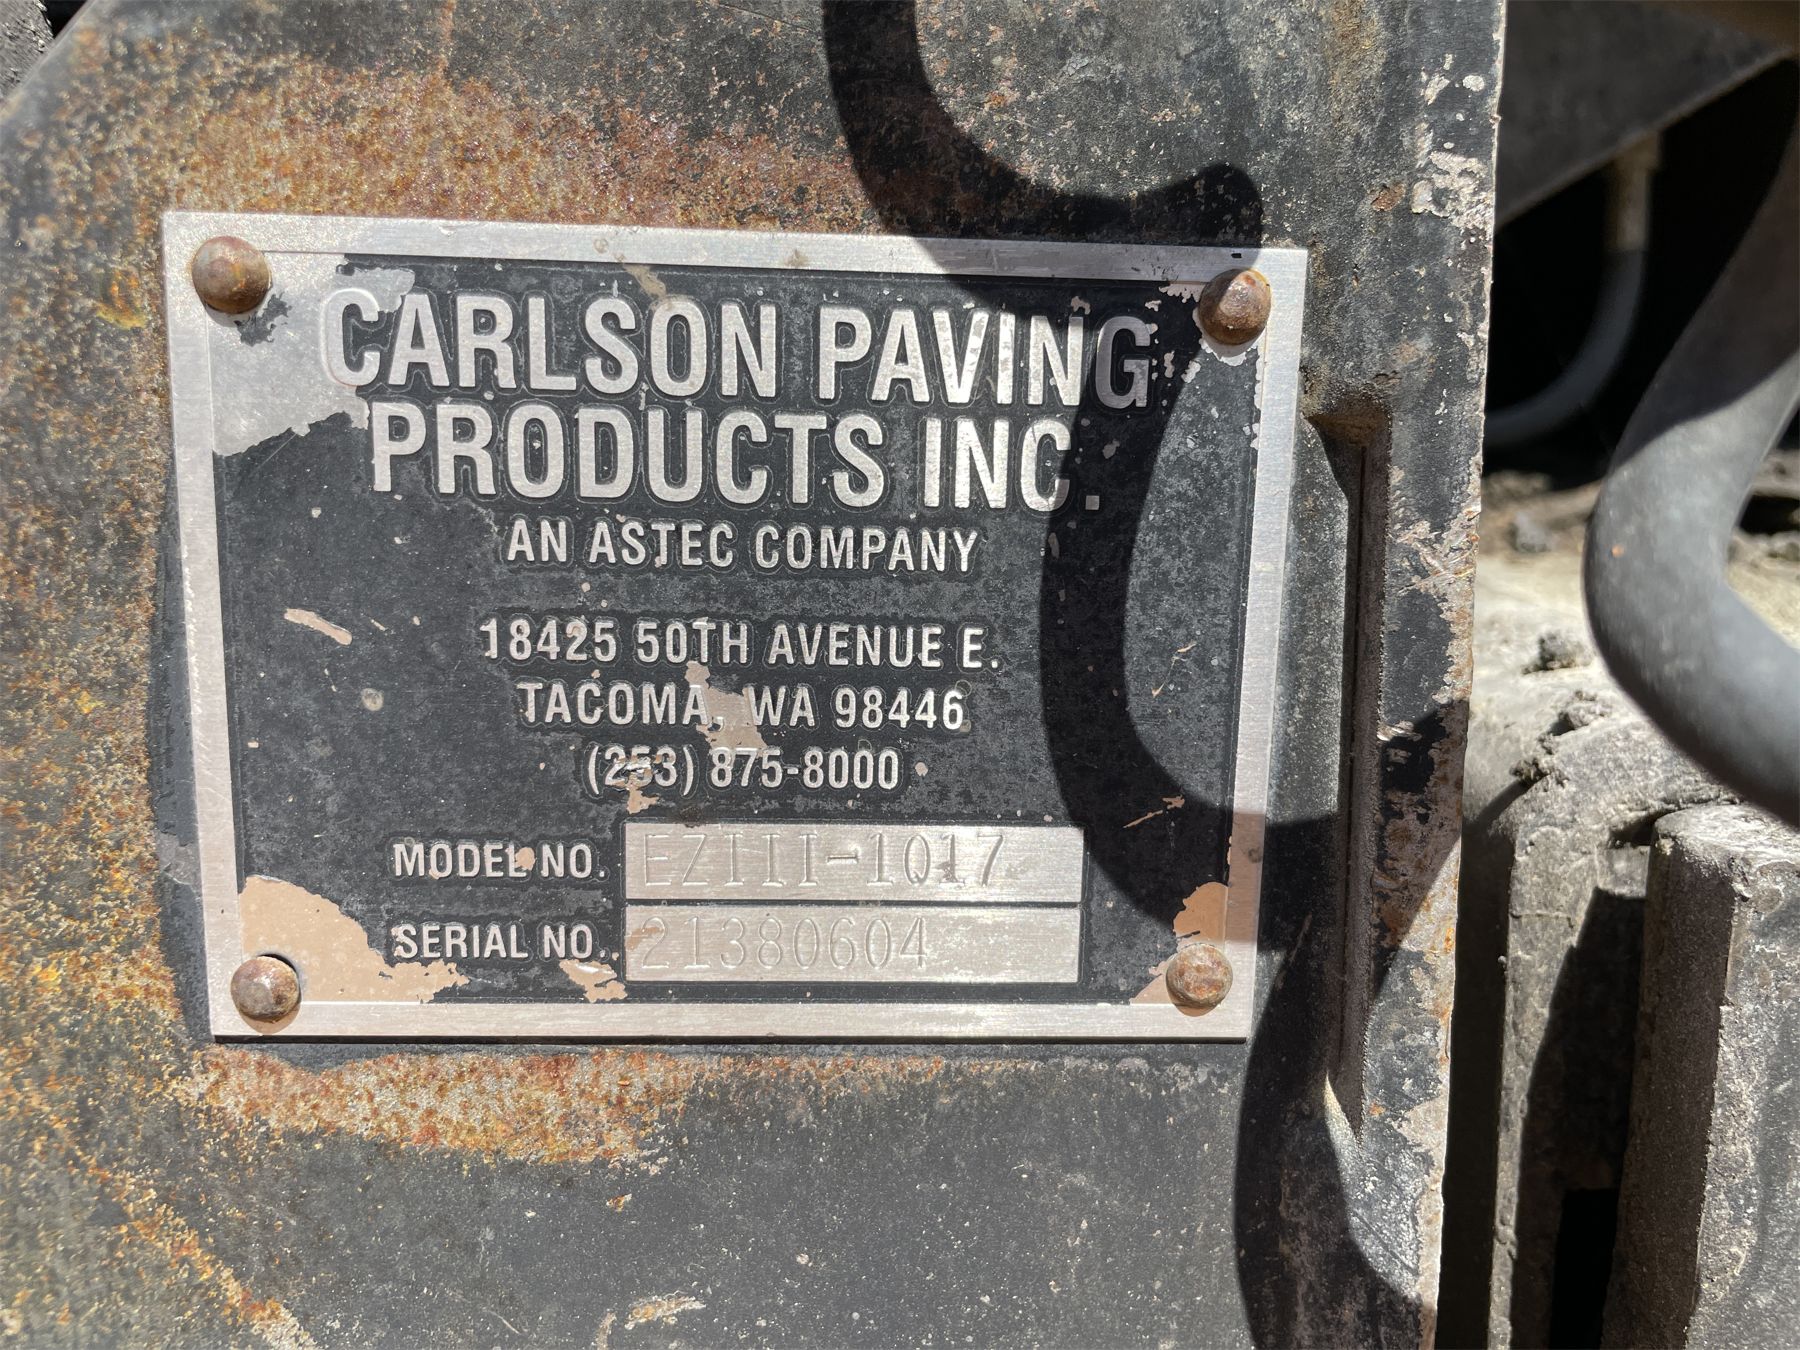 CARLSON PAVING
PRODUCTS INC.
AN ASTEC COMPANY
18425 50TH AVENUE E.
TACOMA, WA 98446
(253) 875-8000
MODEL NO. EZIII-1017
SERIAL NO. 21380604